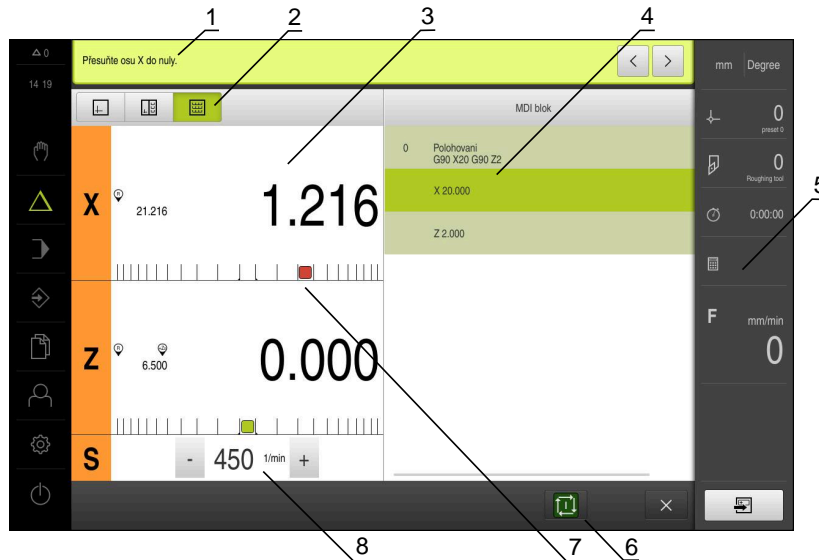 1
2
3
4
5
6
7
8
0
14 19
Přesuňte osu X do nuly.
< >
mm Degree
MDI blok
0 Polohovani
G90 X20 G90 Z2
X 20.000
Z 2.000
X
R
21.216
1.216
Z
R
6.500
0.000
S
- 450 1/min +
0
preset 0
0
Roughing tool
0:00:00
F mm/min
0